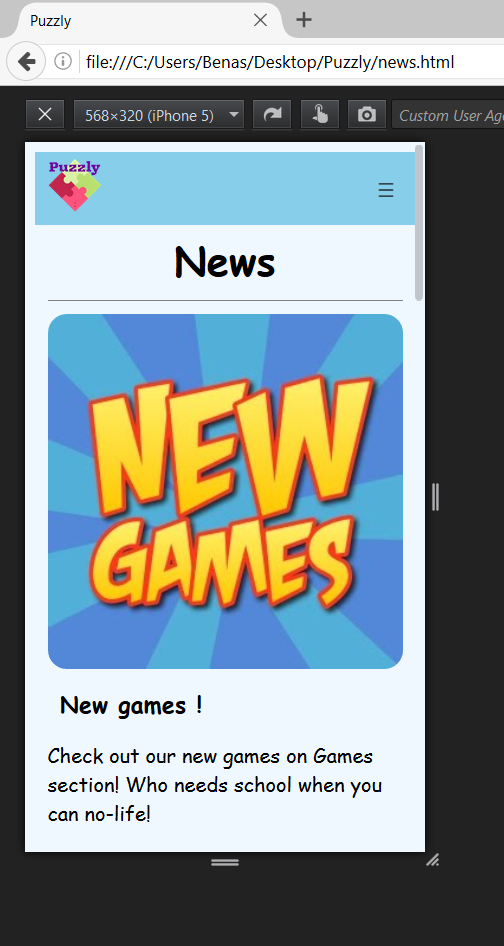 Puzzly
file:///C:/Users/Benas/Desktop/Puzzly/news.html
568×320 (iPhone 5)
Custom User Age
Puzzly
News
NEW
GAMES
New games !
Check out our new games on Games
section! Who needs school when you
can no-life!